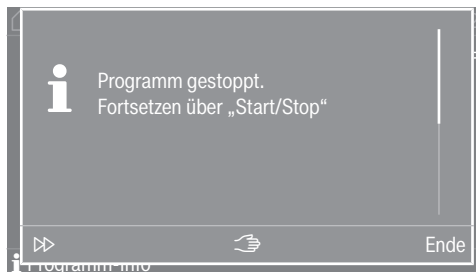 Programm gestoppt.
Fortsetzen über „Start/Stop“
Ende
Programm-Info